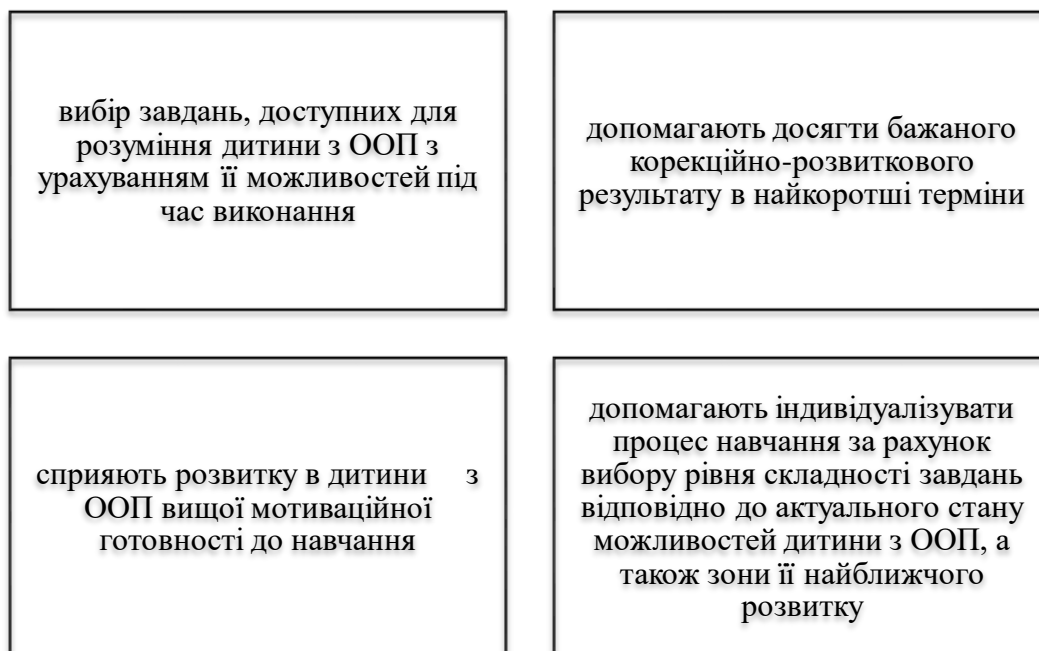 вибір завдань, доступних для
розуміння дитини з ООП з
урахуванням її можливостей під
час виконання
допомагають досягти бажаного
корекційно-розвиткового
результату в найкоротші терміни
сприяють розвитку в дитини з
ООП вищої мотиваційної
готовності до навчання
допомагають індивідуалізувати
процес навчання за рахунок
вибору рівня складності завдань
відповідно до актуального стану
можливостей дитини з ООП, а
також зони її найближчого
розвитку